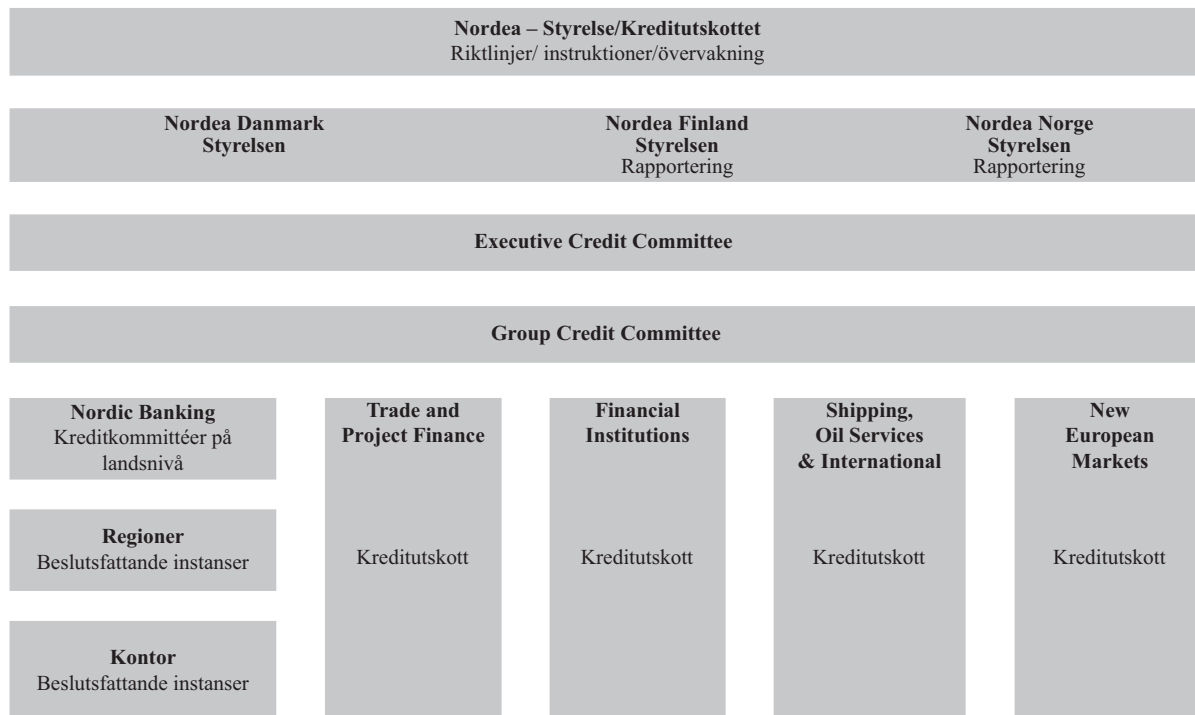 Nordea – Styrelse/Kreditutskottet
Riktlinjer/ instruktioner/övervakning
Nordea Danmark
Styrelsen
Nordea Finland
Styrelsen
Rapportering
Nordea Norge
Styrelsen
Rapportering
Executive Credit Committee
Group Credit Committee
Nordic Banking
Kreditkommittéer på
landsnivå
Regioner
Beslutsfattande instanser
Kontor
Beslutsfattande instanser
Trade and
Project Finance
Kreditutskott
Financial
Institutions
Kreditutskott
Shipping,
Oil Services
& International
Kreditutskott
New
European
Markets
Kreditutskott